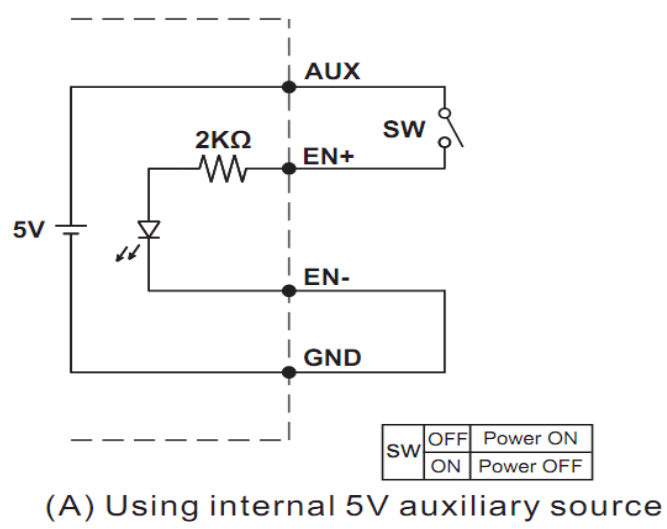 AUX
SW
2KΩ
EN+
5V
EN-
GND
SW OFF Power ON
ON Power OFF
(A) Using internal 5V auxiliary source